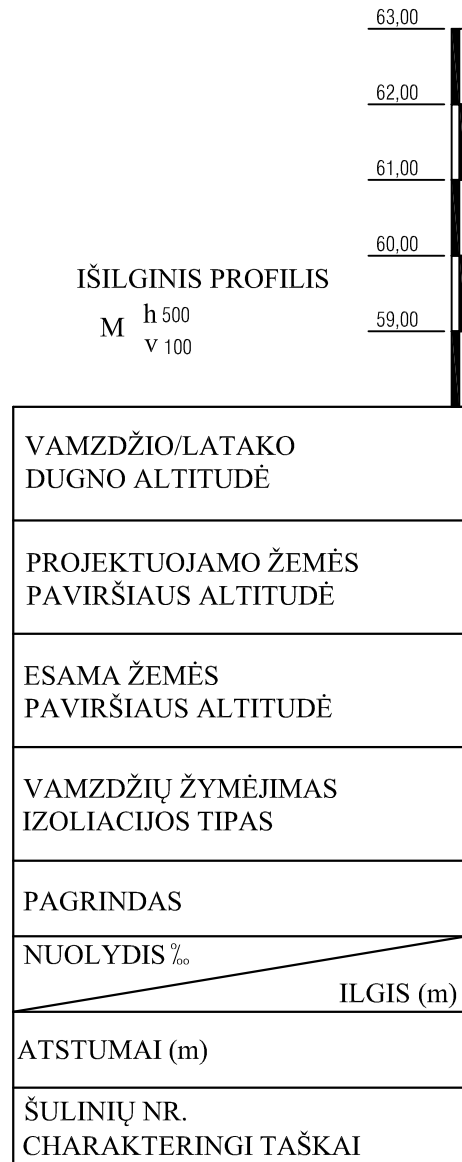 63,00
62,00
61,00
60,00
IŠILGINIS PROFILIS
M h 500
v 100
59,00
VAMZDŽIO/LATAKO
DUGNO ALTITUDĖ
PROJEKTUOJAMO ŽEMĖS
PAVIRŠIAUS ALTITUDĖ
ESAMA ŽEMĖS
PAVIRŠIAUS ALTITUDĖ
VAMZDŽIŲ ŽYMĖJIMAS
IZOLIACIJOS TIPAS
PAGRINDAS
NUOLYDIS ‰
ILGIS (m)
ATSTUMAI (m)
ŠULINIŲ NR.
CHARAKTERINGI TAŠKAI